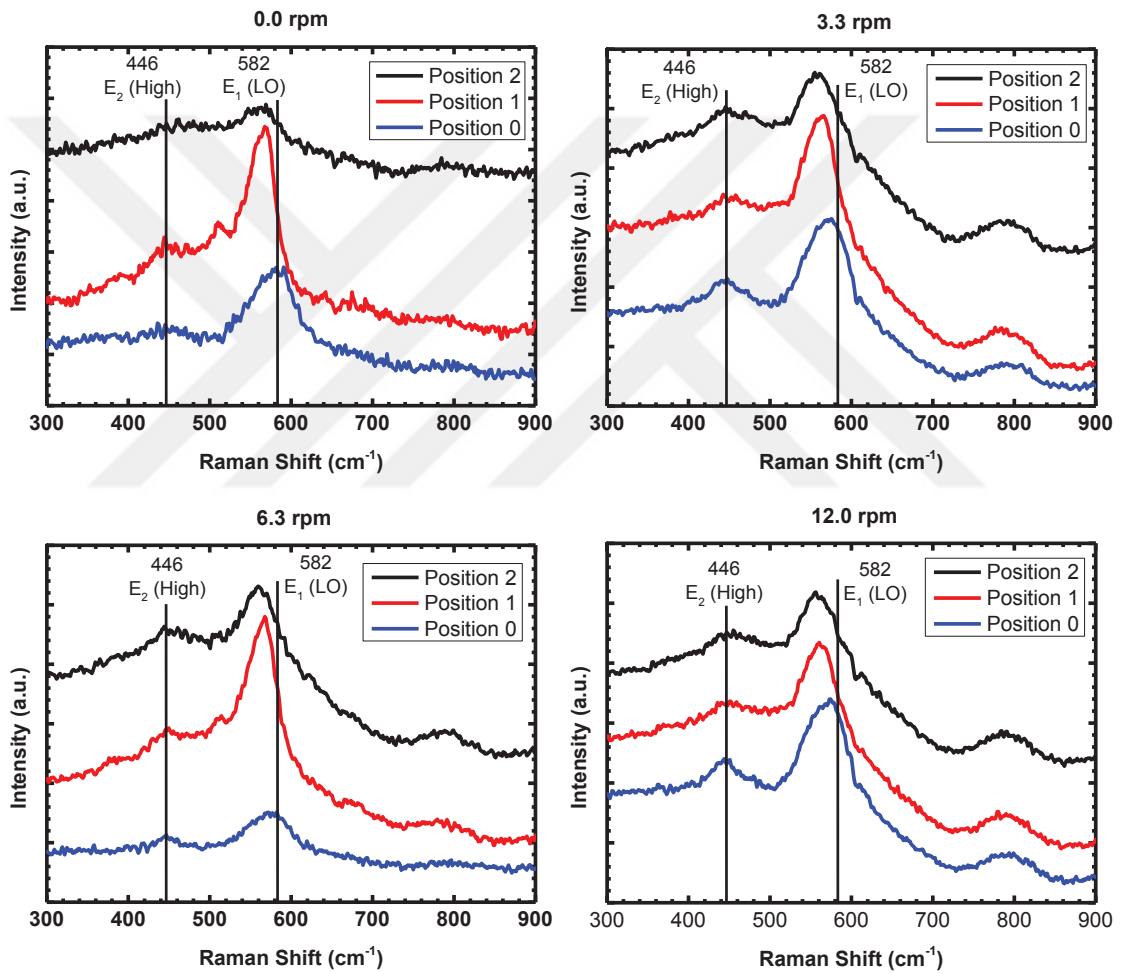 0.0 rpm
446
E₂ (High)
582
E₁ (LO)
Position 2
Position 1
Position 0
Intensity (a.u.)
300 400 500 600 700 800 900
Raman Shift (cm⁻¹)
3.3 rpm
446
E₂ (High)
582
E₁ (LO)
Position 2
Position 1
Position 0
Intensity (a.u.)
300 400 500 600 700 800 900
Raman Shift (cm⁻¹)
6.3 rpm
446
E₂ (High)
582
E₁ (LO)
Position 2
Position 1
Position 0
Intensity (a.u.)
300 400 500 600 700 800 900
Raman Shift (cm⁻¹)
12.0 rpm
446
E₂ (High)
582
E₁ (LO)
Position 2
Position 1
Position 0
Intensity (a.u.)
300 400 500 600 700 800 900
Raman Shift (cm⁻¹)